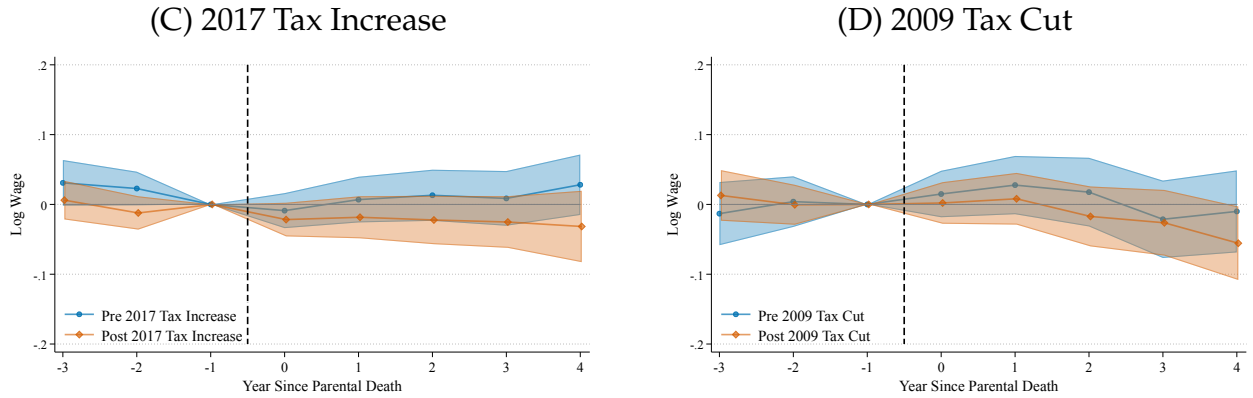 (C) 2017 Tax Increase
.2
.1
0
-.1
-.2
Log Wage
Pre 2017 Tax Increase
Post 2017 Tax Increase
-3 -2 -1 0 1 2 3 4
Year Since Parental Death
(D) 2009 Tax Cut
.2
.1
0
-.1
-.2
Log Wage
Pre 2009 Tax Cut
Post 2009 Tax Cut
-3 -2 -1 0 1 2 3 4
Year Since Parental Death